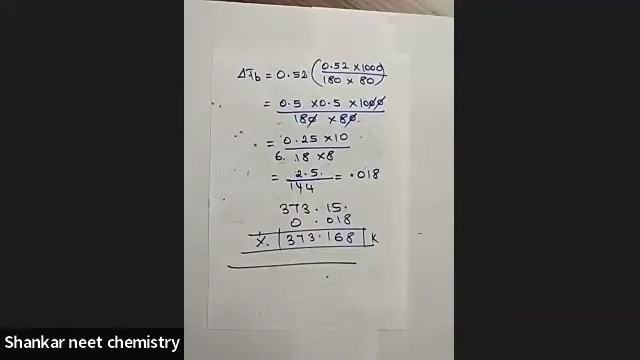 ΔTb = 0.52 (0.52 x 1000 / 180 x 80)
= 0.5 x 0.5 x 1000 / 180 x 80
= 0.25 x 10 / 18 x 8
6.
= 2.5. / 144 = .018
373.15.
0.018
x. 373.168 K
Shankar neet chemistry